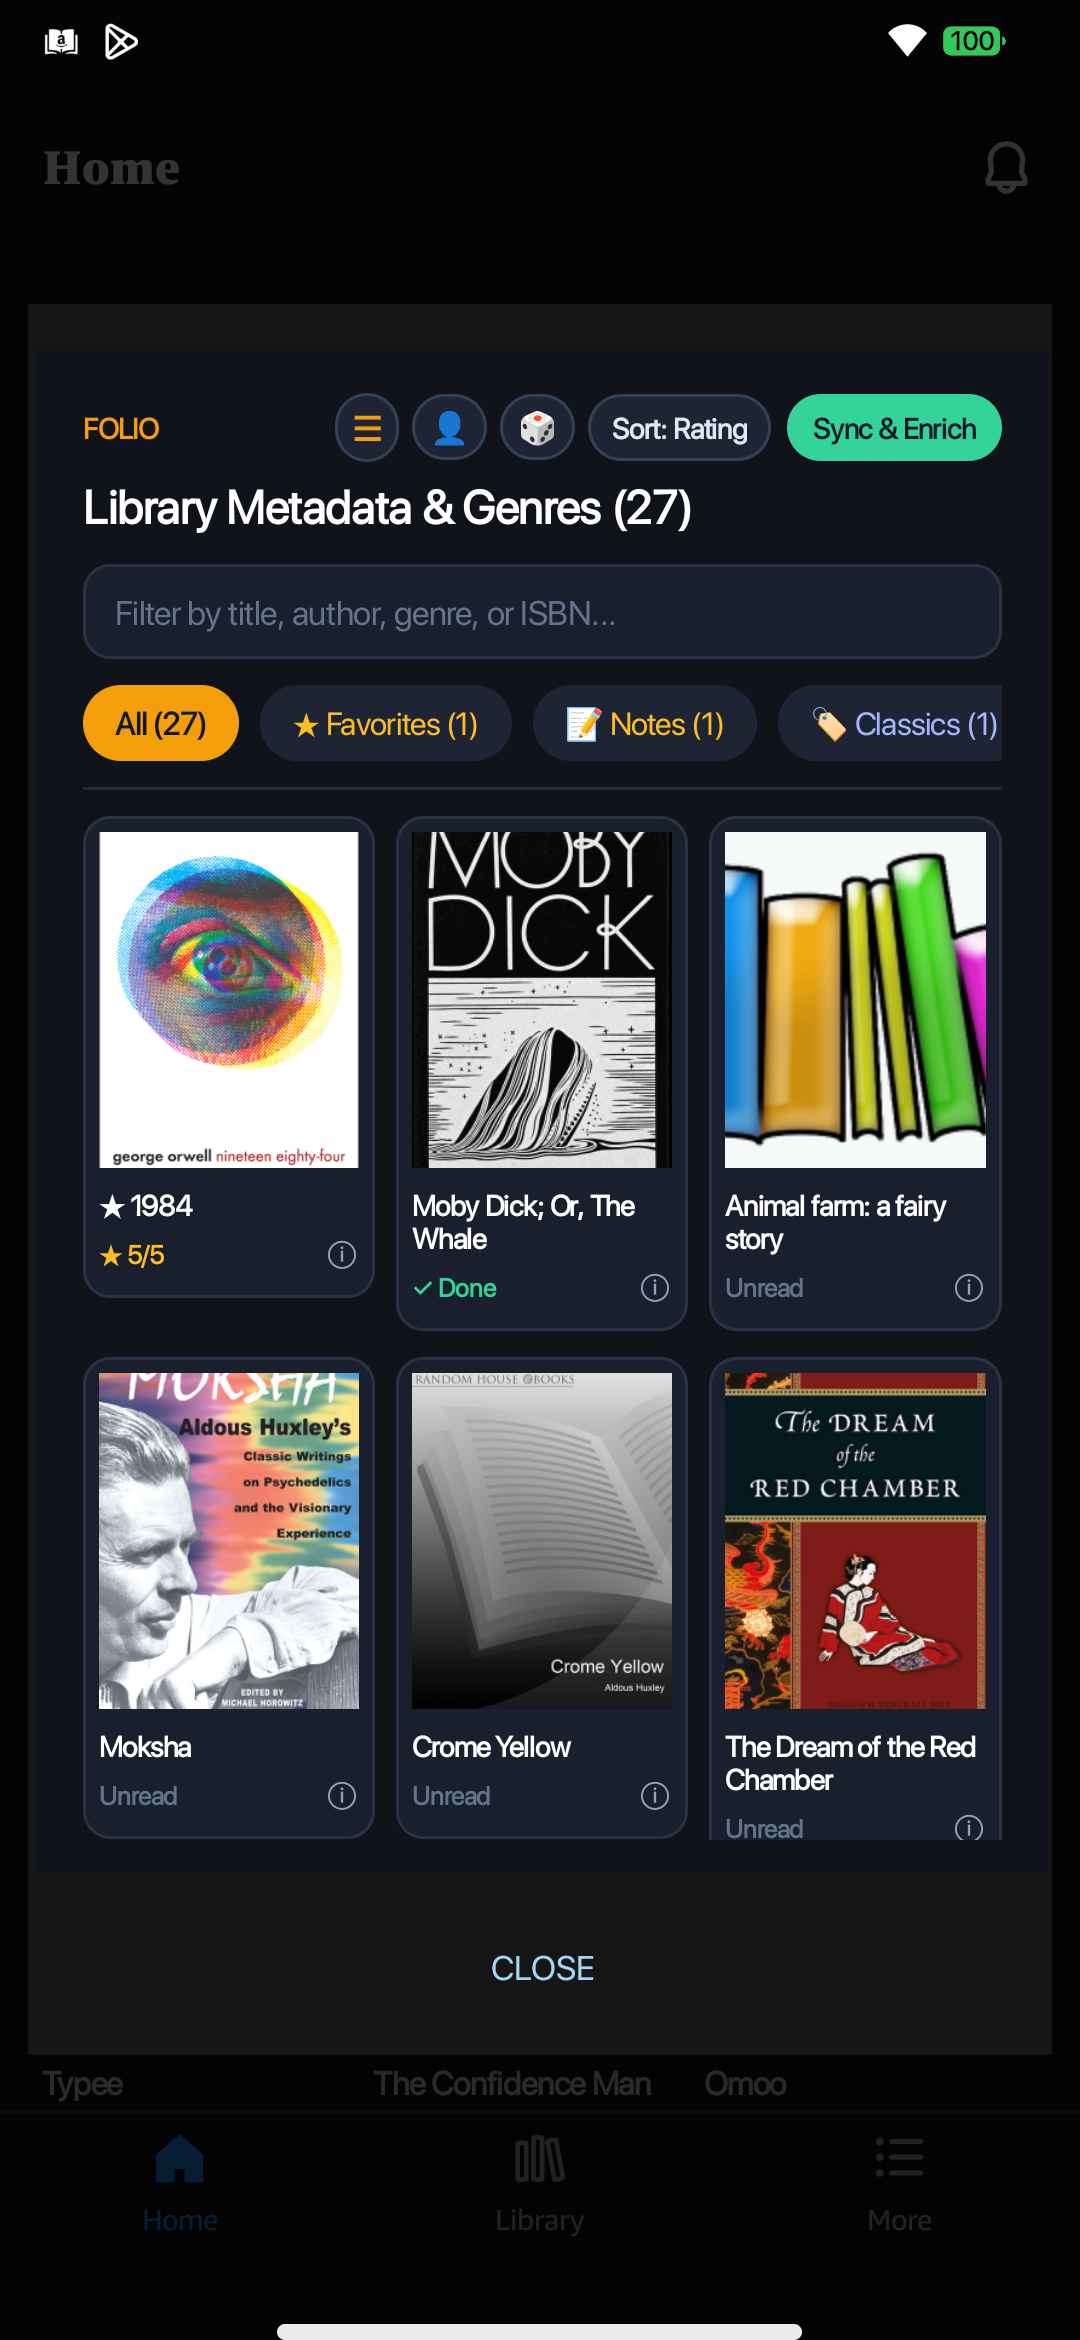 100
Home
FOLIO
Sort: Rating
Sync & Enrich
Library Metadata & Genres (27)
Filter by title, author, genre, or ISBN...
All (27)
★ Favorites (1)
Notes (1)
Classics (1)
MOBY
DICK
george orwell nineteen eighty-four
★ 1984
★ 5/5
Moby Dick; Or, The
Whale
✓ Done
Animal farm: a fairy
story
Unread
MOKSHA
Aldous Huxley's
Classic Writings
on Psychedelics
and the Visionary
Experience
EDITED BY
MICHAEL HOROWITZ
RANDOM HOUSE @BOOKS
Crome Yellow
Aldous Huxley
The DREAM
of the
RED CHAMBER
Moksha
Unread
Crome Yellow
Unread
The Dream of the Red
Chamber
Unread
CLOSE
Typee
The Confidence Man
Omoo
Home
Library
More